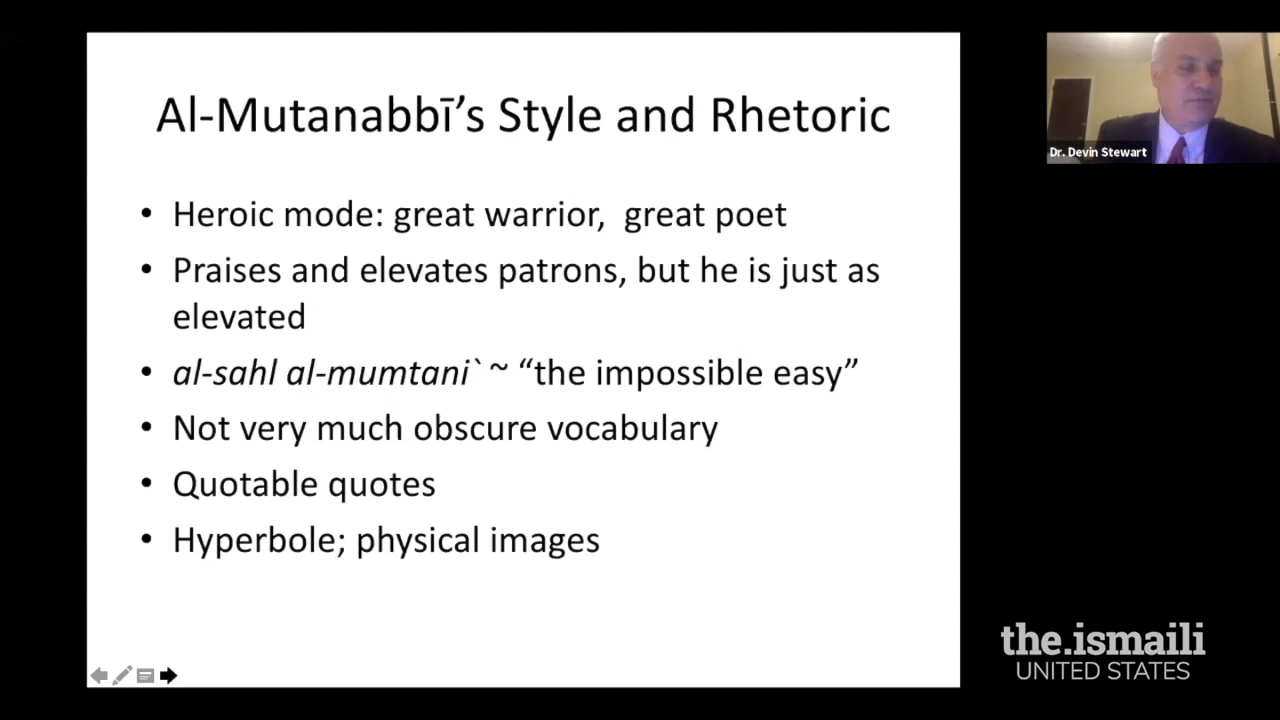 Al-Mutanabbī’s Style and Rhetoric
• Heroic mode: great warrior,  great poet
• Praises and elevates patrons, but he is just as
elevated
• al-sahl al-mumtani` ~ “the impossible easy”
• Not very much obscure vocabulary
• Quotable quotes
• Hyperbole; physical images
Dr. Devin Stewart
the.ismaili
UNITED STATES